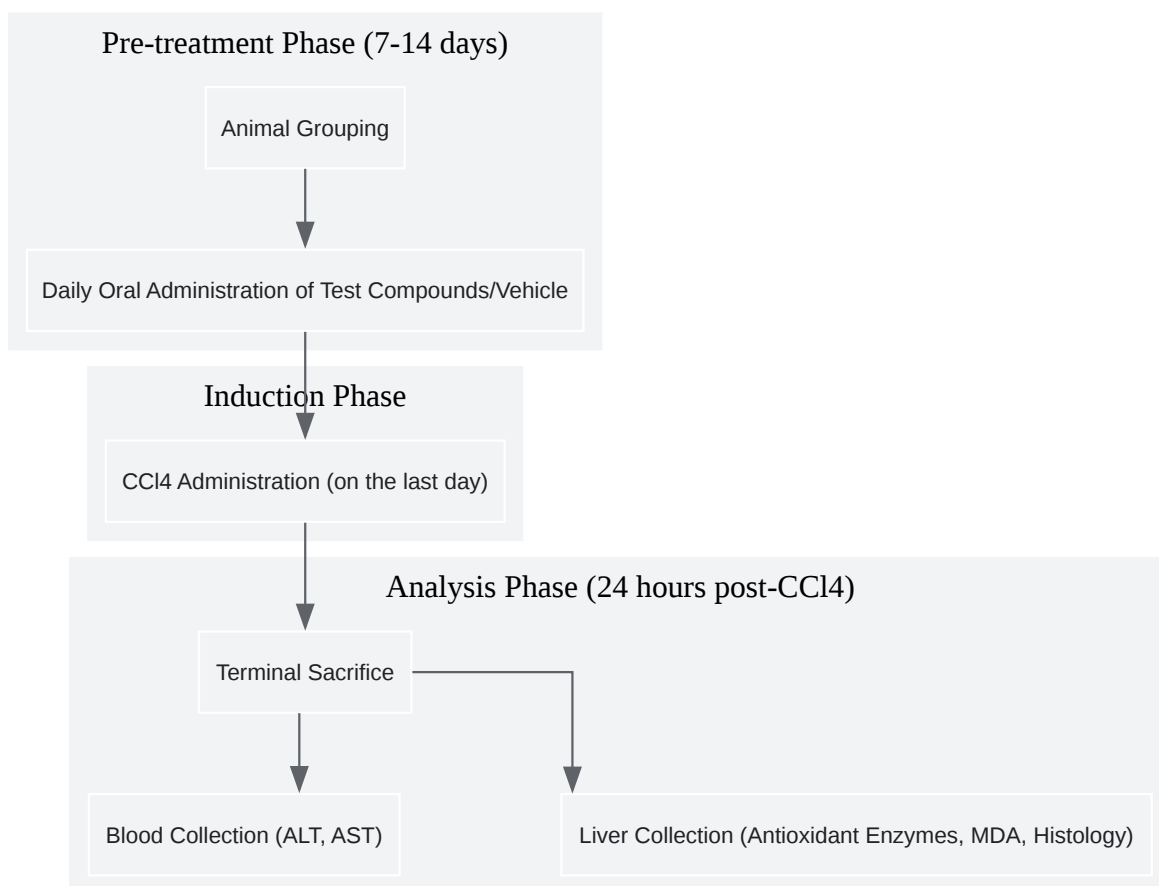 Pre-treatment Phase (7-14 days)
Animal Grouping
Daily Oral Administration of Test Compounds/Vehicle
Induction Phase
CCl4 Administration (on the last day)
Analysis Phase (24 hours post-CCl4)
Terminal Sacrifice
Blood Collection (ALT, AST)
Liver Collection (Antioxidant Enzymes, MDA, Histology)